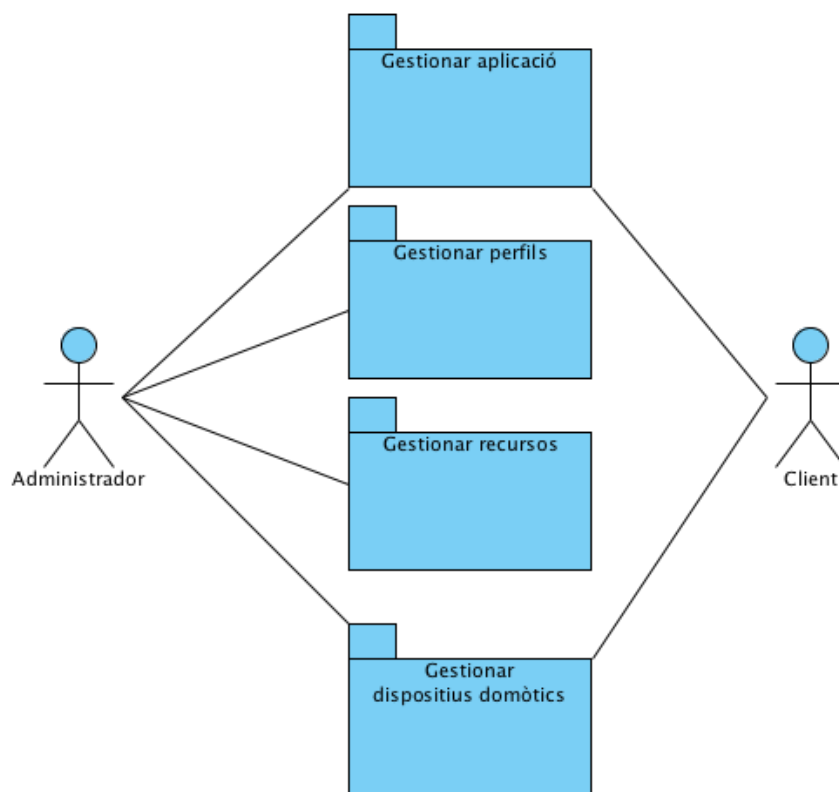 Gestionar aplicació
Gestionar perfils
Gestionar recursos
Administrador
Client
Gestionar
dispositius domòtics